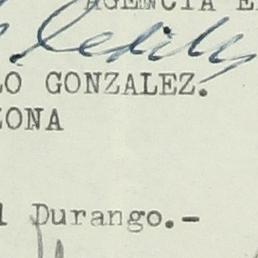 AGENCIA E
LO GONZALEZ.
ZONA
l Durango.-